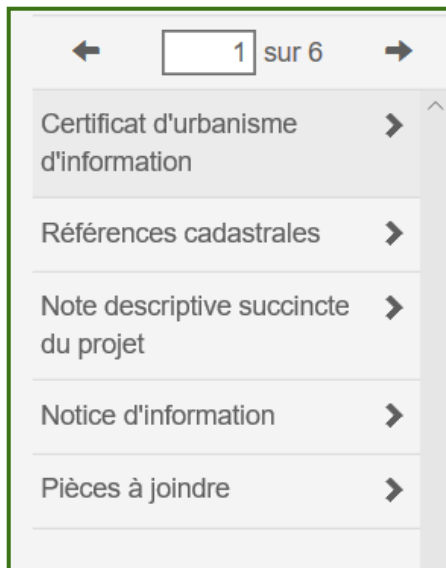 1 sur 6
Certificat d'urbanisme
d'information
Références cadastrales
Note descriptive succincte
du projet
Notice d'information
Pièces à joindre